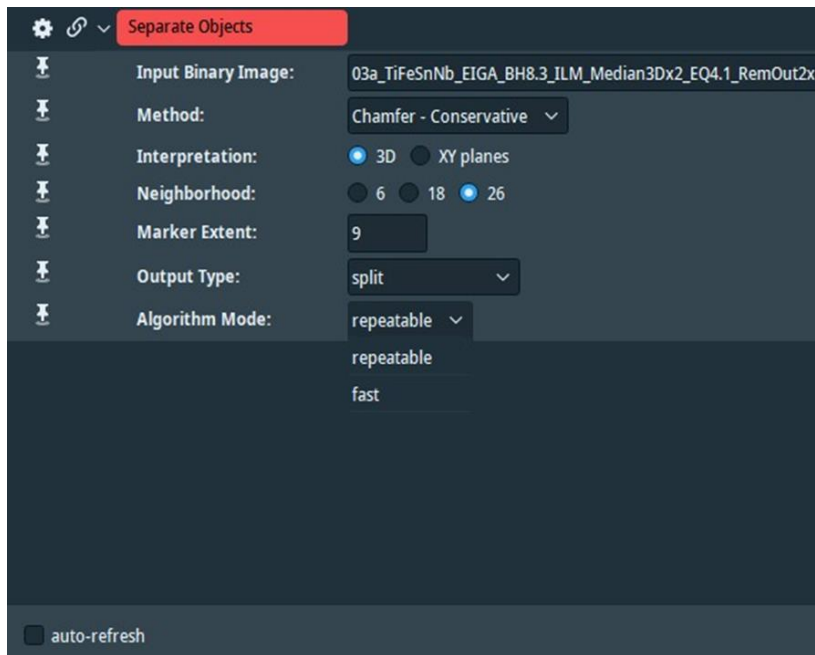 Separate Objects
Input Binary Image: 03a_TiFeSnNb_EIGA_BH8.3_ILM_Median3Dx2_EQ4.1_RemOut2x
Method: Chamfer - Conservative
Interpretation: 3D XY planes
Neighborhood: 6 18 26
Marker Extent: 9
Output Type: split
Algorithm Mode: repeatable
repeatable
fast
auto-refresh